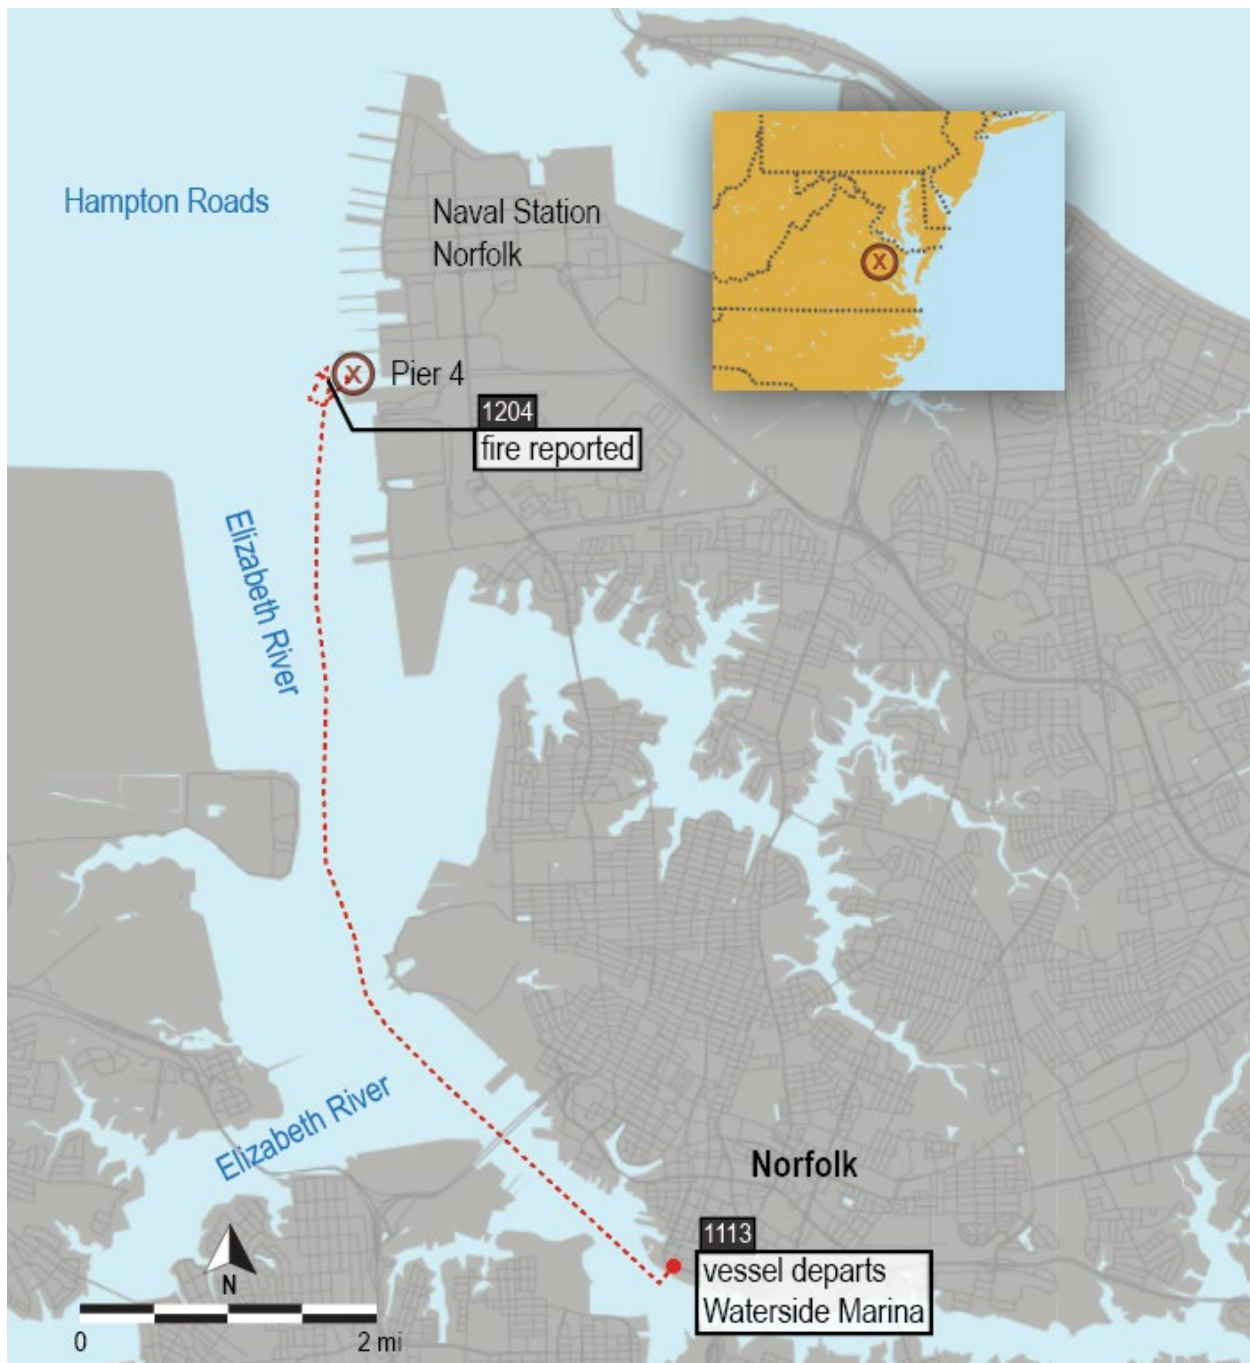 Hampton Roads
Naval Station
Norfolk
X
X
Pier 4
1204
fire reported
Elizabeth River
Elizabeth River
Norfolk
1113
vessel departs
Waterside Marina
N
0 2 mi